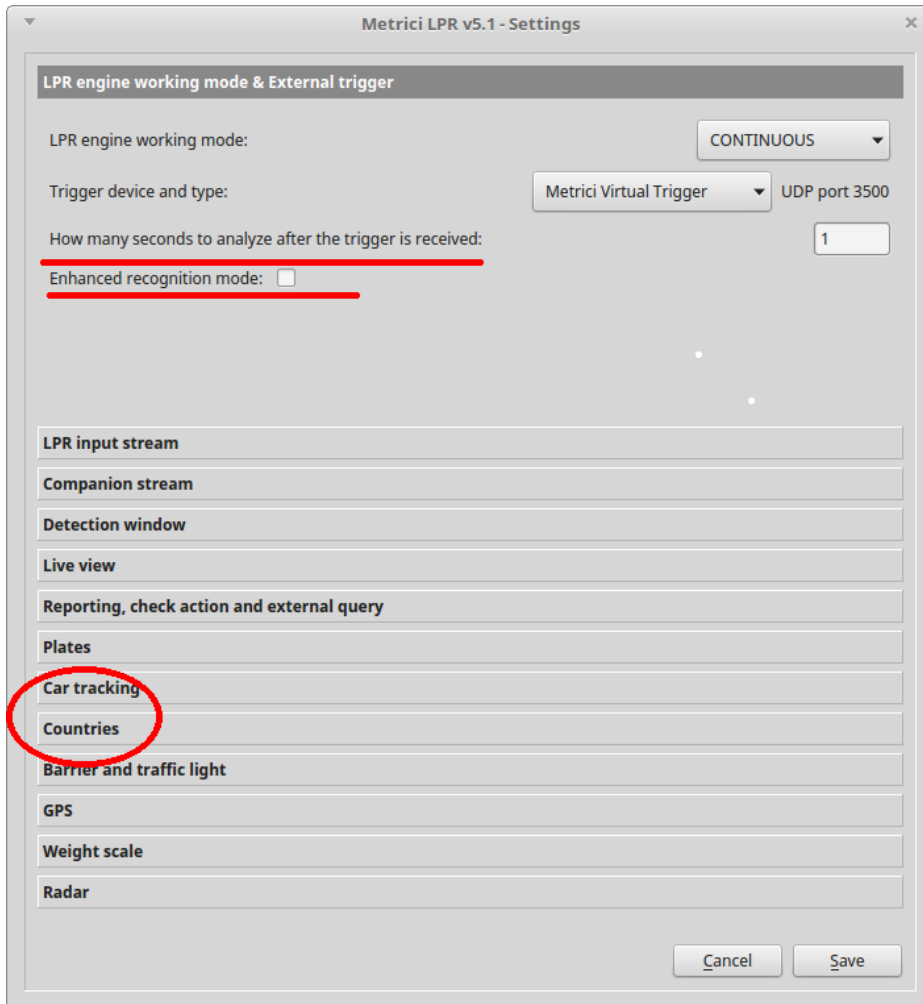 Metrici LPR v5.1 - Settings
LPR engine working mode & External trigger
LPR engine working mode: CONTINUOUS
Trigger device and type: Metrici Virtual Trigger UDP port 3500
How many seconds to analyze after the trigger is received: 1
Enhanced recognition mode:
LPR input stream
Companion stream
Detection window
Live view
Reporting, check action and external query
Plates
Car tracking
Countries
Barrier and traffic light
GPS
Weight scale
Radar
Cancel Save